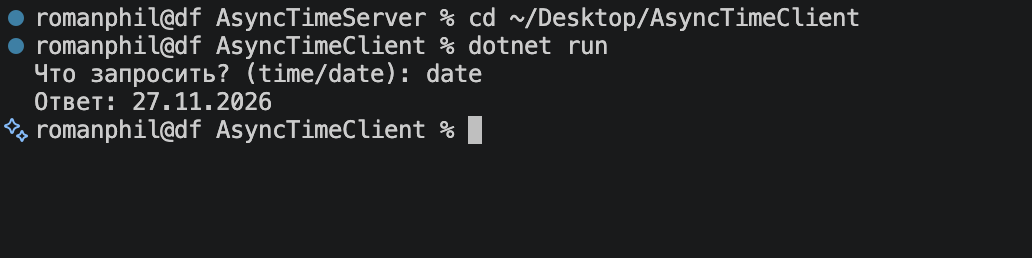 romanphil@df AsyncTimeServer % cd ~/Desktop/AsyncTimeClient
romanphil@df AsyncTimeClient % dotnet run
Что запросить? (time/date): date
Ответ: 27.11.2026
romanphil@df AsyncTimeClient %